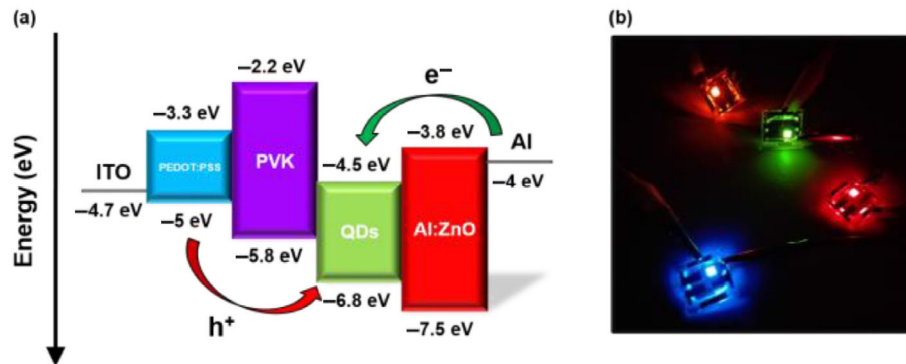 (a)
Energy (eV)
ITO
−4.7 eV
−3.3 eV
PEDOT:PSS
−5 eV
−2.2 eV
PVK
−5.8 eV
−4.5 eV
QDs
−6.8 eV
−3.8 eV
Al:ZnO
−7.5 eV
Al
−4 eV
e−
h+
(b)